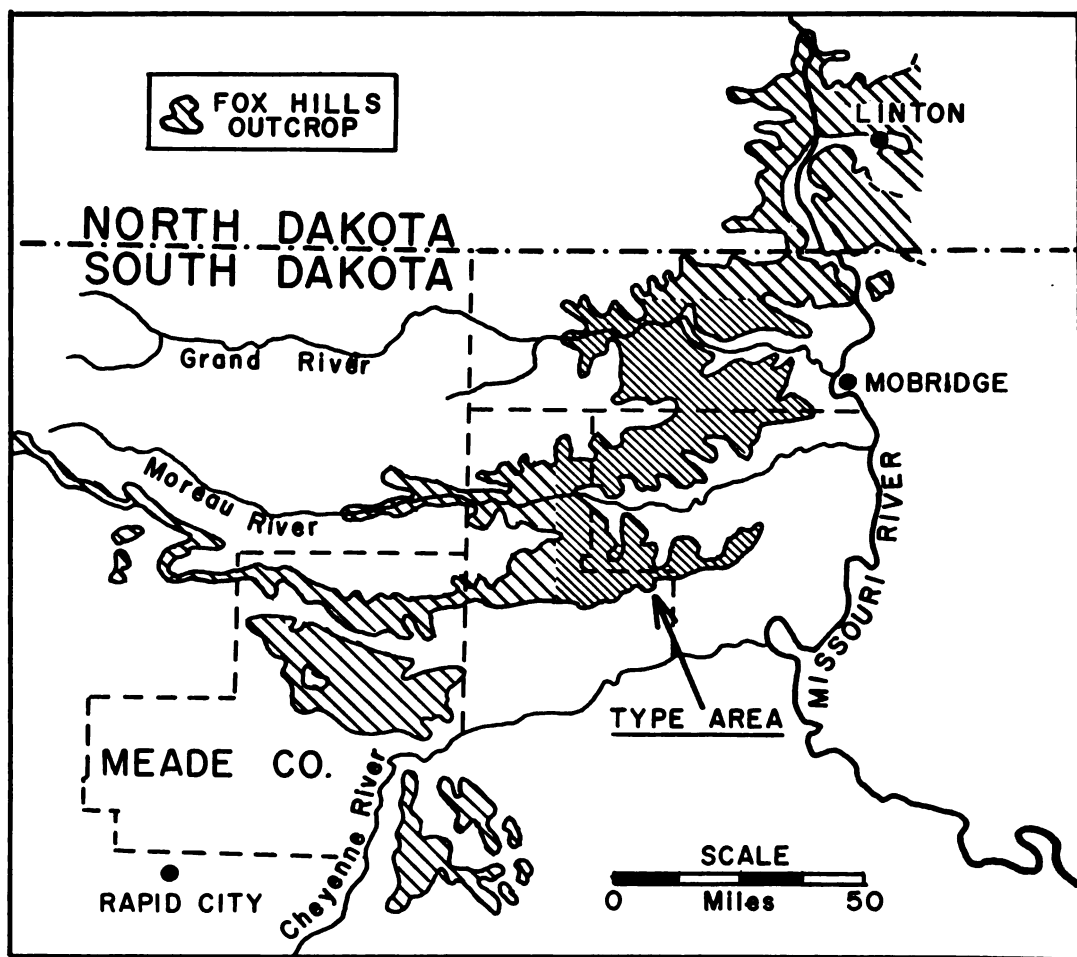 FOX HILLS
OUTCROP
LINTON
NORTH DAKOTA
SOUTH DAKOTA
Grand River
MOBRIDGE
Moreau River
MISSOURI RIVER
TYPE AREA
MEADE CO.
Cheyenne River
RAPID CITY
SCALE
0 Miles 50